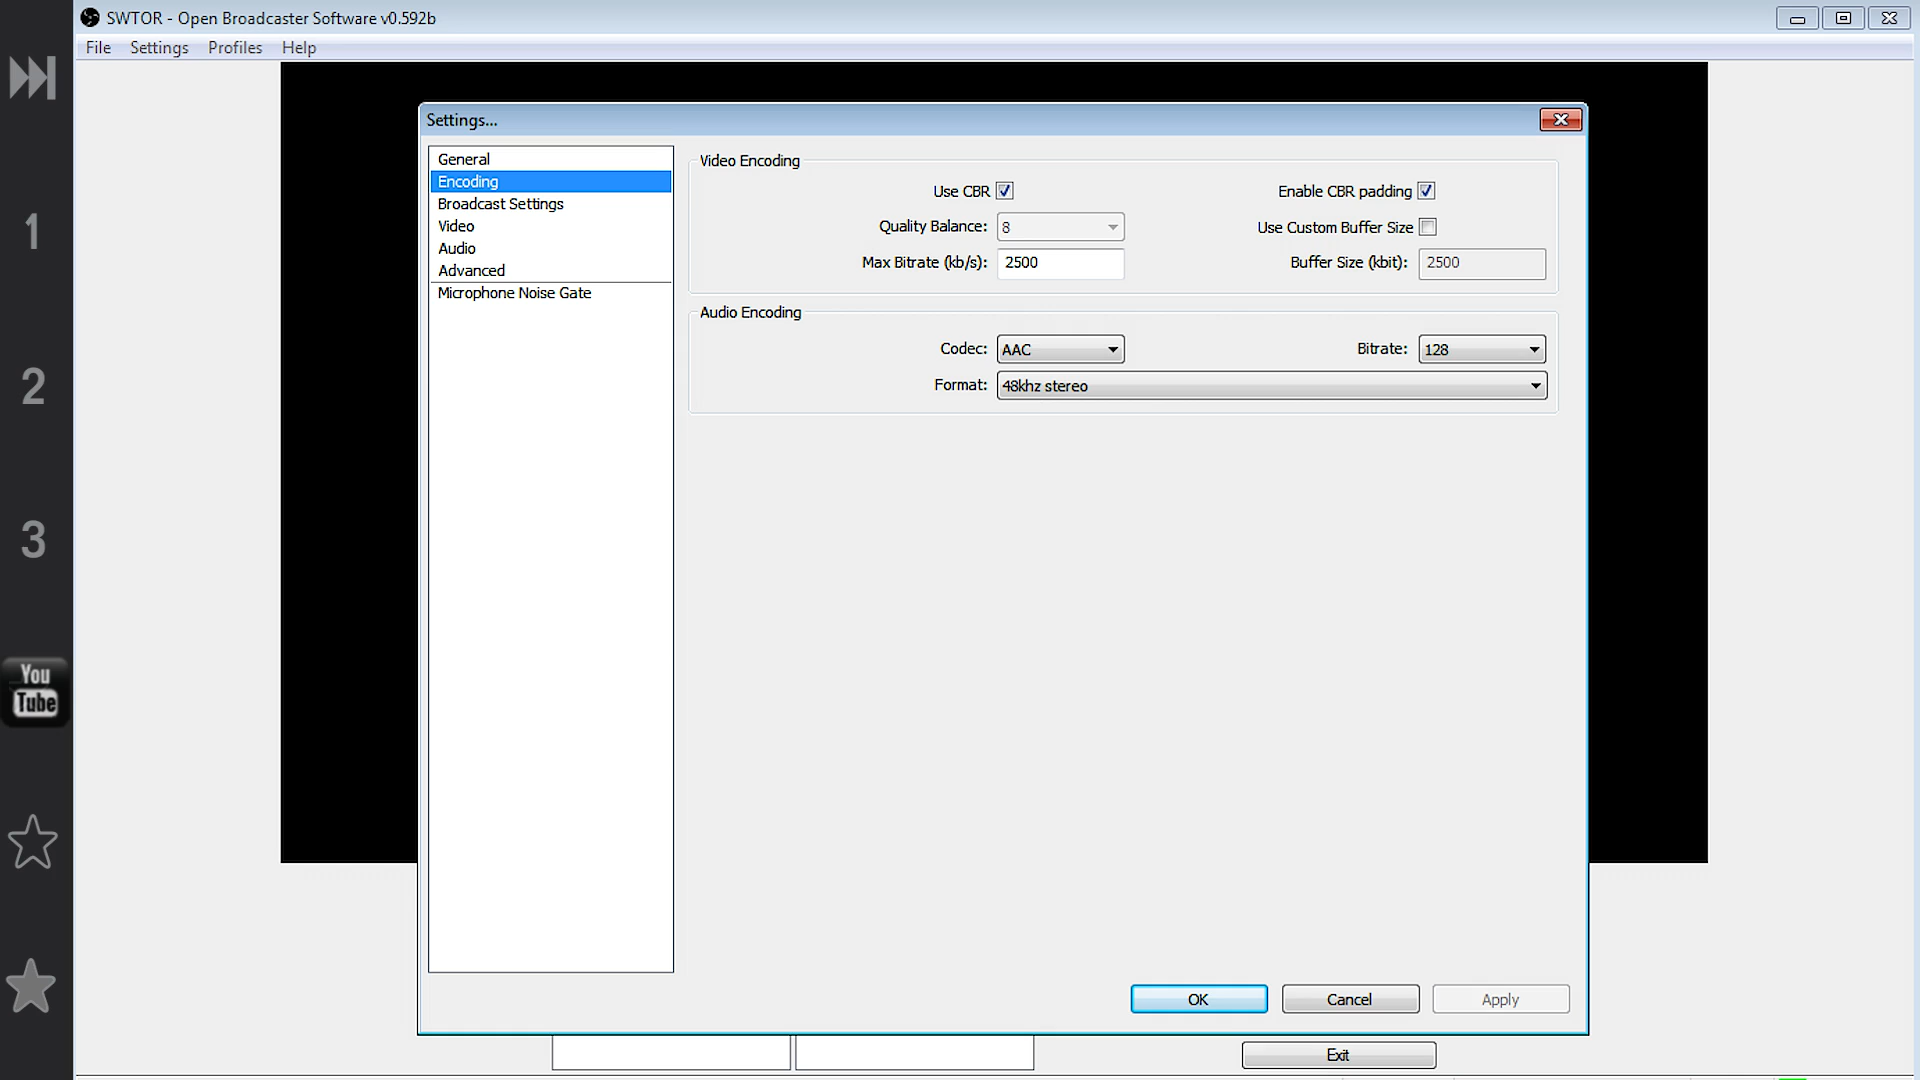 SWTOR - Open Broadcaster Software v0.592b
File Settings Profiles Help
1
2
3
You
Tube
Settings...
General
Encoding
Broadcast Settings
Video
Audio
Advanced
Microphone Noise Gate
Video Encoding
Use CBR
Enable CBR padding
Quality Balance: 8
Use Custom Buffer Size
Max Bitrate (kb/s): 2500
Buffer Size (kbit): 2500
Audio Encoding
Codec: AAC
Bitrate: 128
Format: 48khz stereo
OK
Cancel
Apply
Exit